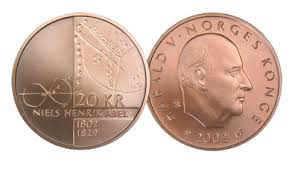 20 KR
NIELS HENRIK ABEL
1802
1829
HARALD V · NORGES KONGE
2002